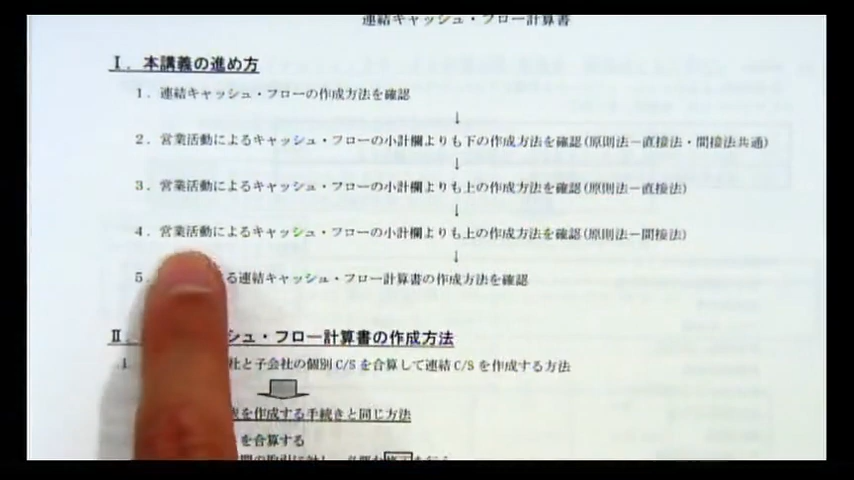 連結キャッシュ・フロー計算書
Ⅰ．本講義の進め方
1．連結キャッシュ・フローの作成方法を確認
↓
2．営業活動によるキャッシュ・フローの小計欄よりも下の作成方法を確認(原則法－直接法・間接法共通)
↓
3．営業活動によるキャッシュ・フローの小計欄よりも上の作成方法を確認(原則法－直接法)
↓
4．営業活動によるキャッシュ・フローの小計欄よりも上の作成方法を確認(原則法－間接法)
↓
5．る連結キャッシュ・フロー計算書の作成方法を確認
Ⅱ．シュ・フロー計算書の作成方法
1 社と子会社の個別 C/S を合算して連結 C/S を作成する方法
を作成する手続きと同じ方法
を合算する